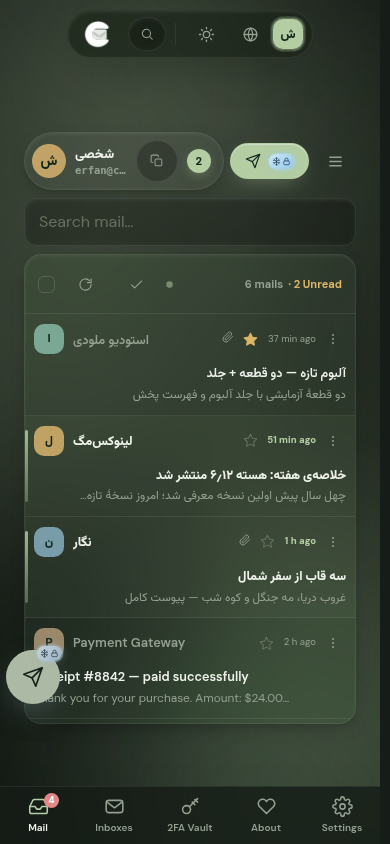 ش
شخصی
erfan@c…
2
ش
Search mail...
6 mails · 2 Unread
استودیو ملودی
37 min ago
ا
آلبوم تازه — دو قطعه + جلد
دو قطعهٔ آزمایشی با جلد آلبوم و فهرست پخش
لینوکس‌مگ
51 min ago
ل
خلاصه‌ی هفته: هسته ۶٫۱۲ منتشر شد
چهل سال پیش اولین نسخه معرفی شد؛ امروز نسخهٔ تازه…
نگار
1 h ago
ن
سه قاب از سفر شمال
غروب دریا، مه جنگل و کوه شب — پیوست کامل
P
Payment Gateway
2 h ago
eipt #8842 — paid successfully
ank you for your purchase. Amount: $24.00…
4
Mail
Inboxes
2FA Vault
About
Settings